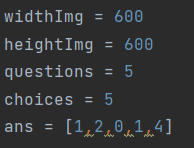 widthImg = 600
heightImg = 600
questions = 5
choices = 5
ans = [1,2,0,1,4]